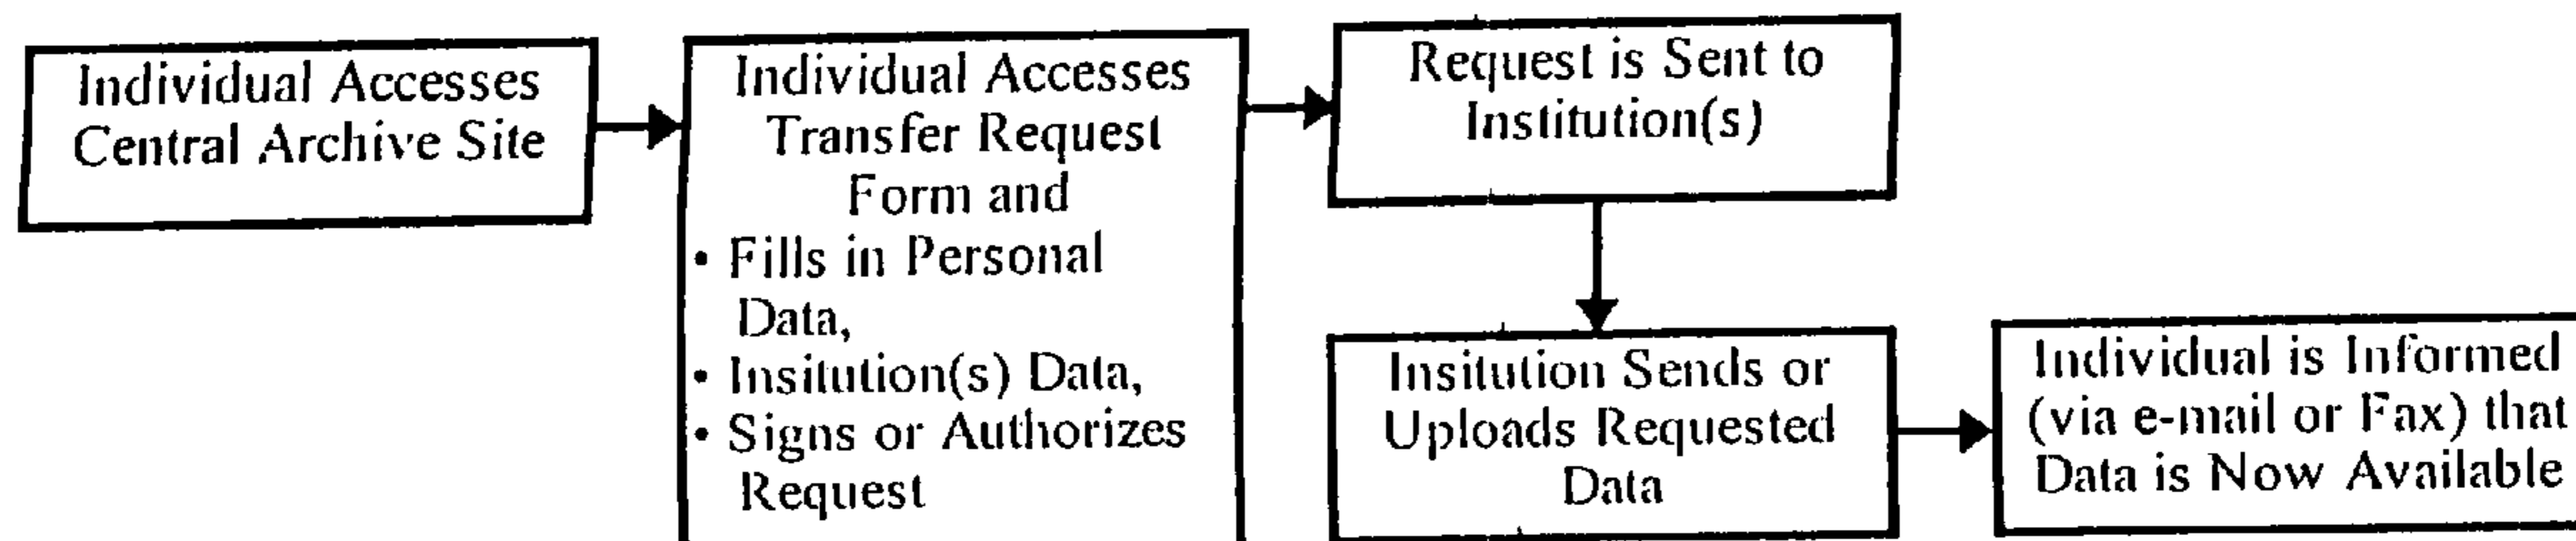 Individual Accesses
Central Archive Site
Individual Accesses
Transfer Request
Form and
• Fills in Personal
Data,
• Insitution(s) Data,
• Signs or Authorizes
Request
Request is Sent to
Institution(s)
Insitution Sends or
Uploads Requested
Data
Individual is Informed
(via e-mail or Fax) that
Data is Now Available